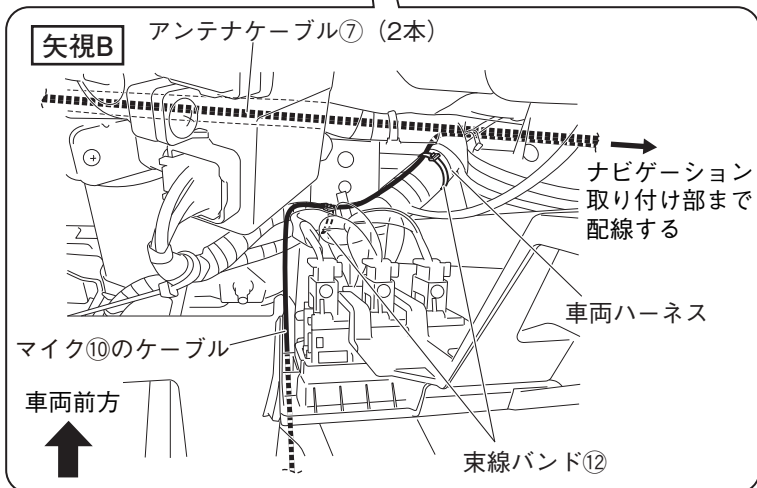 矢視B
アンテナケーブル⑦（2本）
ナビゲーション
取り付け部まで
配線する
車両ハーネス
マイク⑩のケーブル
車両前方
束線バンド⑫